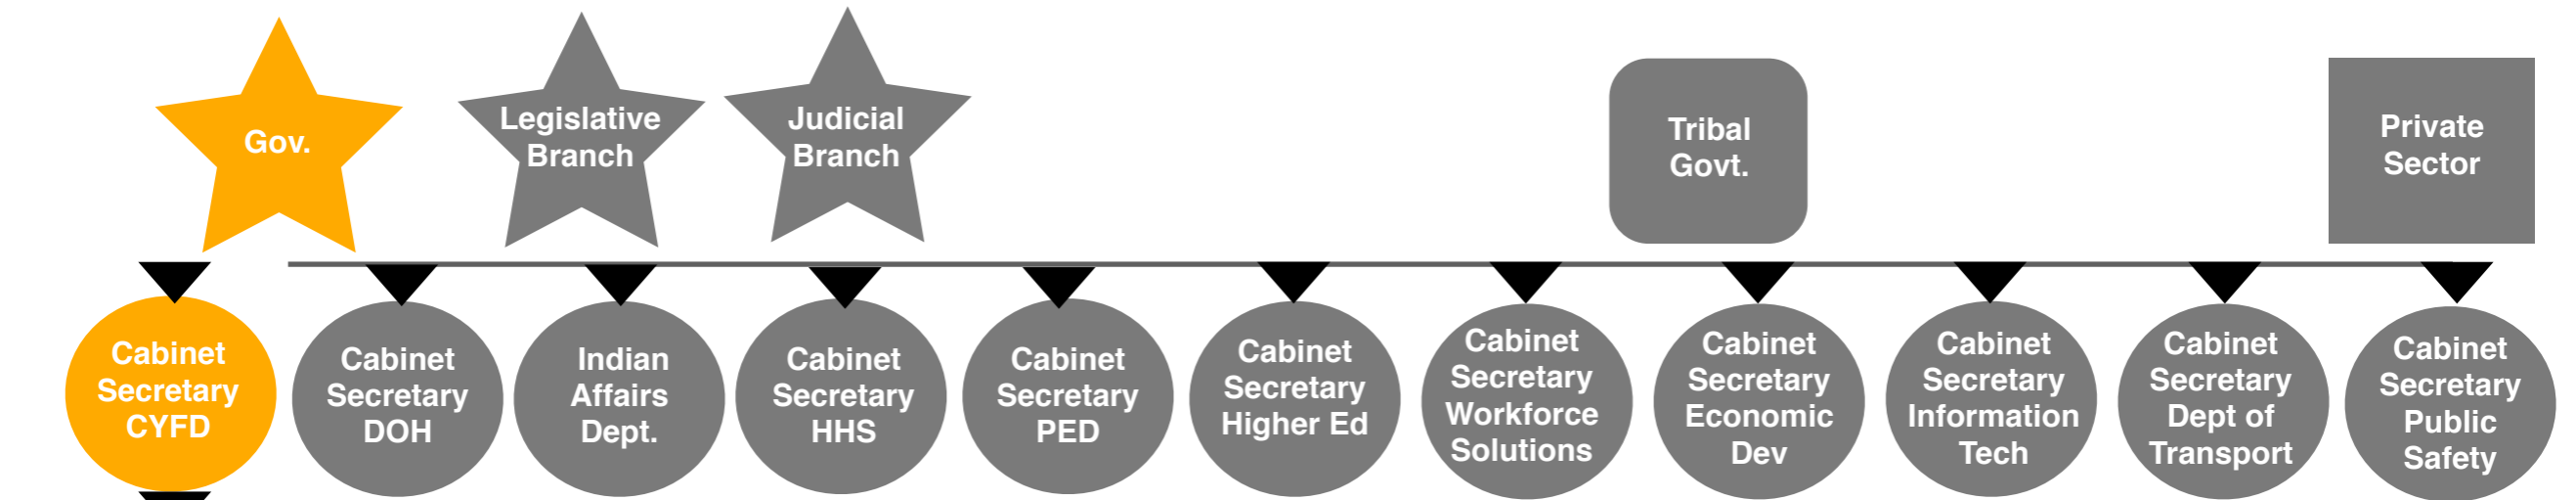 Gov.
Legislative
Branch
Judicial
Branch
Tribal
Govt.
Private
Sector
Cabinet
Secretary
CYFD
Cabinet
Secretary
DOH
Indian
Affairs
Dept.
Cabinet
Secretary
HHS
Cabinet
Secretary
PED
Cabinet
Secretary
Higher Ed
Cabinet
Secretary
Workforce
Solutions
Cabinet
Secretary
Economic
Dev
Cabinet
Secretary
Information
Tech
Cabinet
Secretary
Dept of
Transport
Cabinet
Secretary
Public
Safety